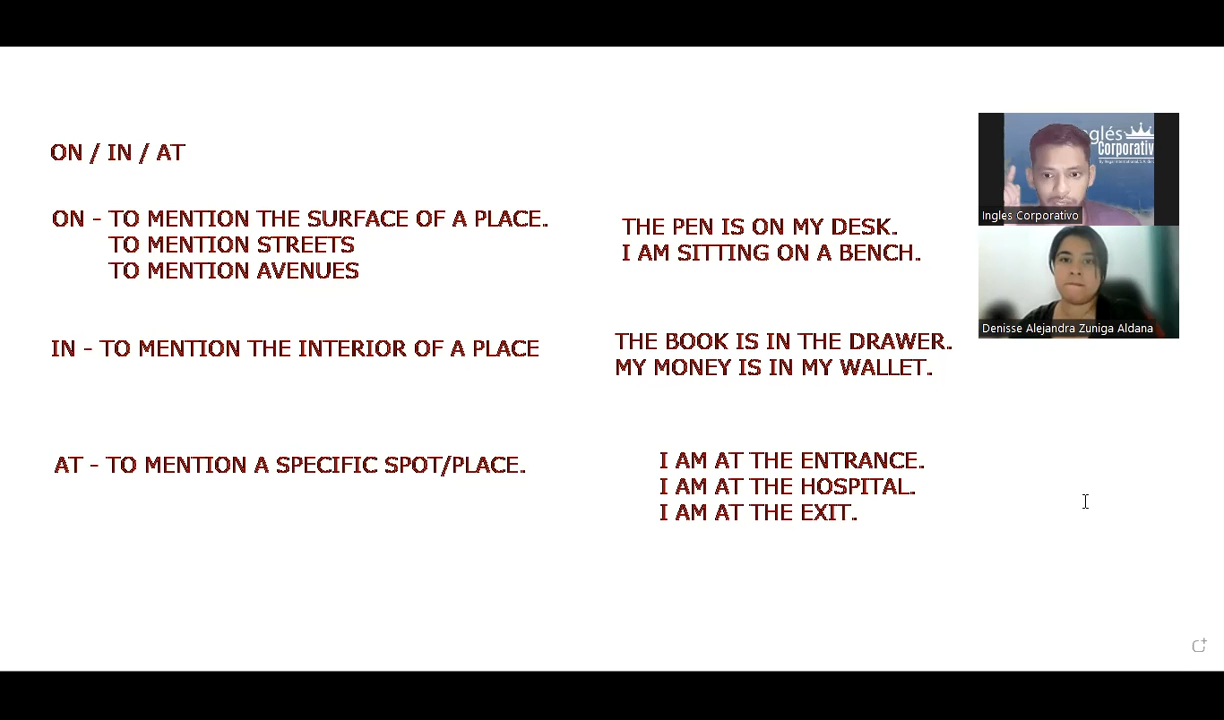 ON / IN / AT
ON - TO MENTION THE SURFACE OF A PLACE.
TO MENTION STREETS
TO MENTION AVENUES
THE PEN IS ON MY DESK.
I AM SITTING ON A BENCH.
IN - TO MENTION THE INTERIOR OF A PLACE
THE BOOK IS IN THE DRAWER.
MY MONEY IS IN MY WALLET.
AT - TO MENTION A SPECIFIC SPOT/PLACE.
I AM AT THE ENTRANCE.
I AM AT THE HOSPITAL.
I AM AT THE EXIT.
glés
Corporativ
Ingles Corporativo
Denisse Alejandra Zuniga Aldana